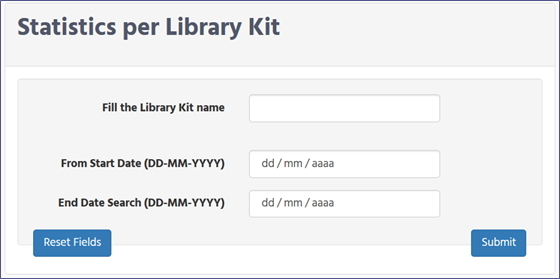 Statistics per Library Kit
Fill the Library Kit name
From Start Date (DD-MM-YYYY) dd / mm / aaaa
End Date Search (DD-MM-YYYY) dd / mm / aaaa
Reset Fields Submit